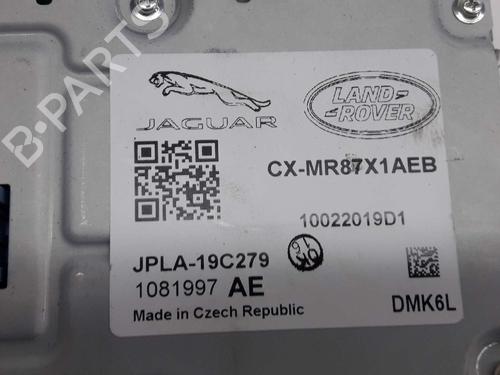 B-PARTS
JAGUAR
LAND-
ROVER
CX-MR87X1AEB
10022019D1
JPLA-19C279
1081997 AE
Made in Czech Republic
DMK6L